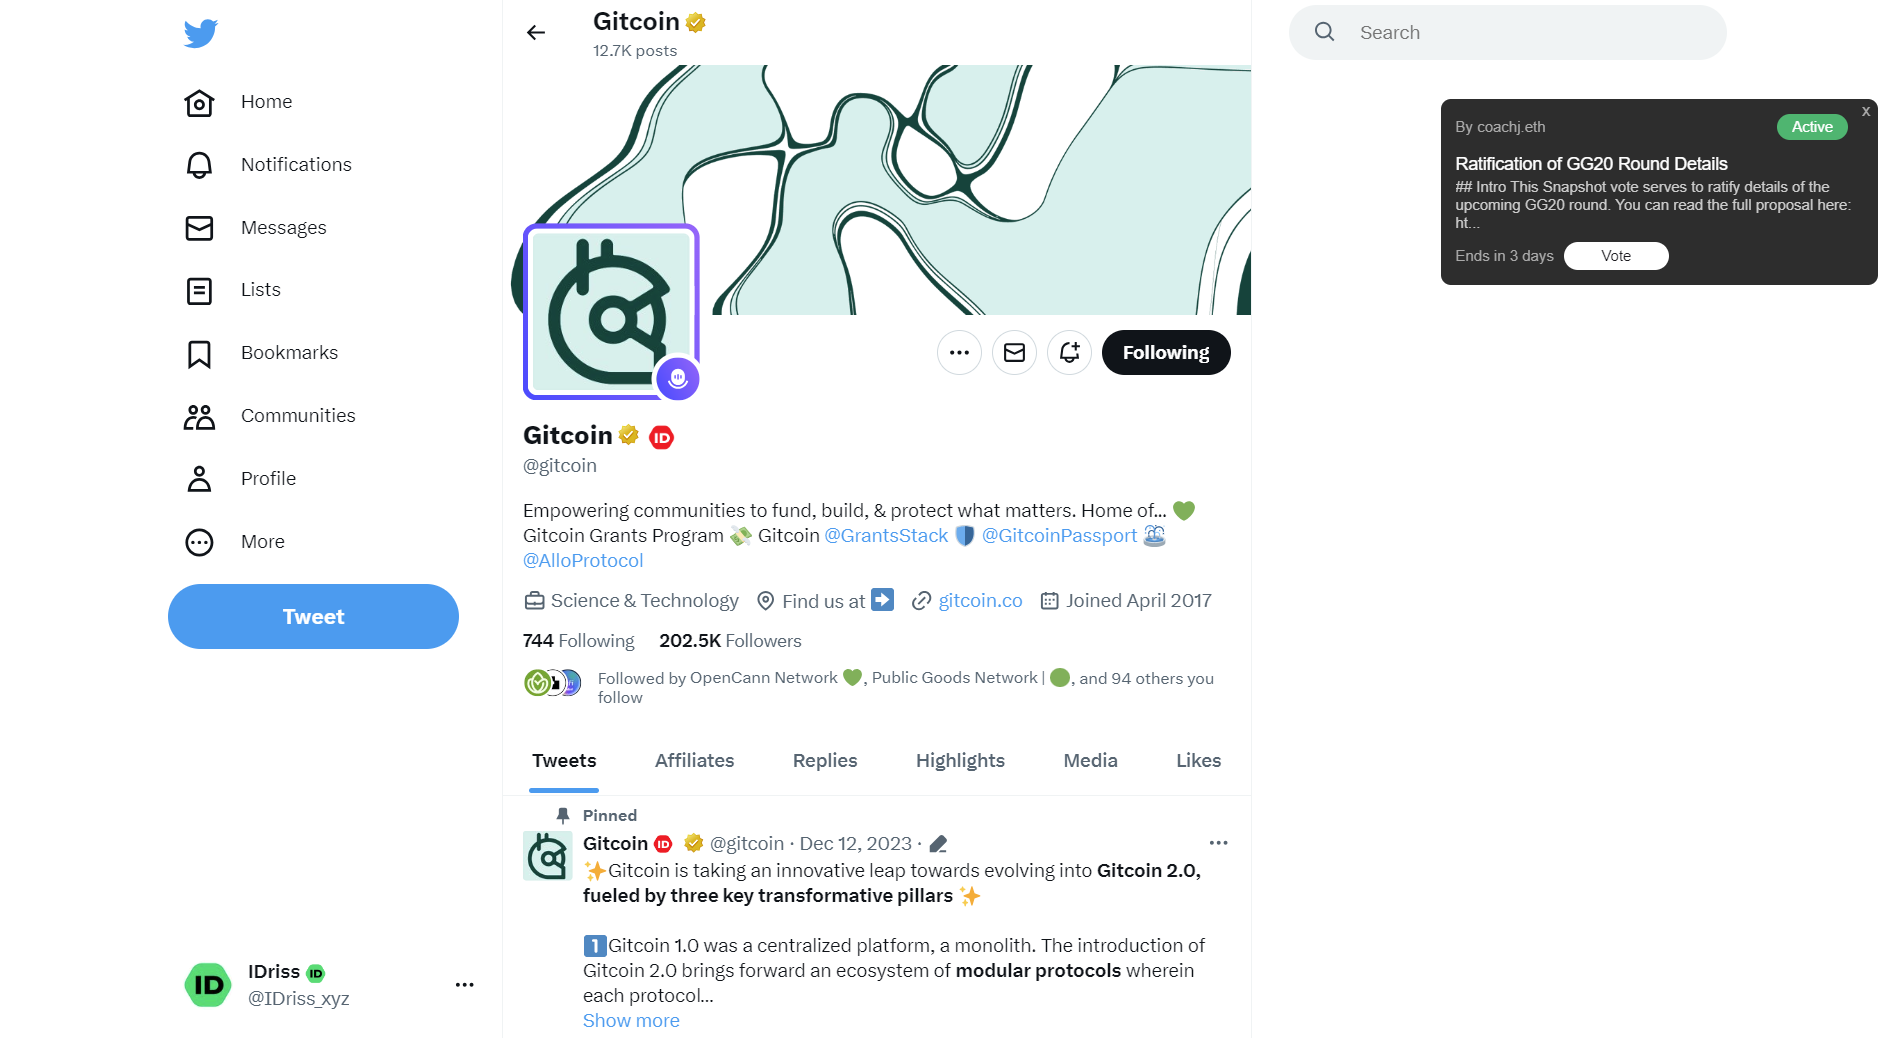 Home
Notifications
Messages
Lists
Bookmarks
Communities
Profile
More
Tweet
ID
IDriss ID
@IDriss_xyz
Gitcoin
12.7K posts
Following
Gitcoin ID
@gitcoin
Empowering communities to fund, build, & protect what matters. Home of... 💚
Gitcoin Grants Program 💸 Gitcoin @GrantsStack 🛡️ @GitcoinPassport ⛲
@AlloProtocol
Science & Technology Find us at ➡️ gitcoin.co Joined April 2017
744 Following 202.5K Followers
Followed by OpenCann Network 💚, Public Goods Network | 🟢, and 94 others you
follow
Tweets Affiliates Replies Highlights Media Likes
Pinned
Gitcoin ID @gitcoin · Dec 12, 2023 ·
✨Gitcoin is taking an innovative leap towards evolving into Gitcoin 2.0,
fueled by three key transformative pillars ✨
1️⃣Gitcoin 1.0 was a centralized platform, a monolith. The introduction of
Gitcoin 2.0 brings forward an ecosystem of modular protocols wherein
each protocol...
Show more
Search
X
By coachj.eth Active
Ratification of GG20 Round Details
## Intro This Snapshot vote serves to ratify details of the
upcoming GG20 round. You can read the full proposal here:
ht...
Ends in 3 days Vote